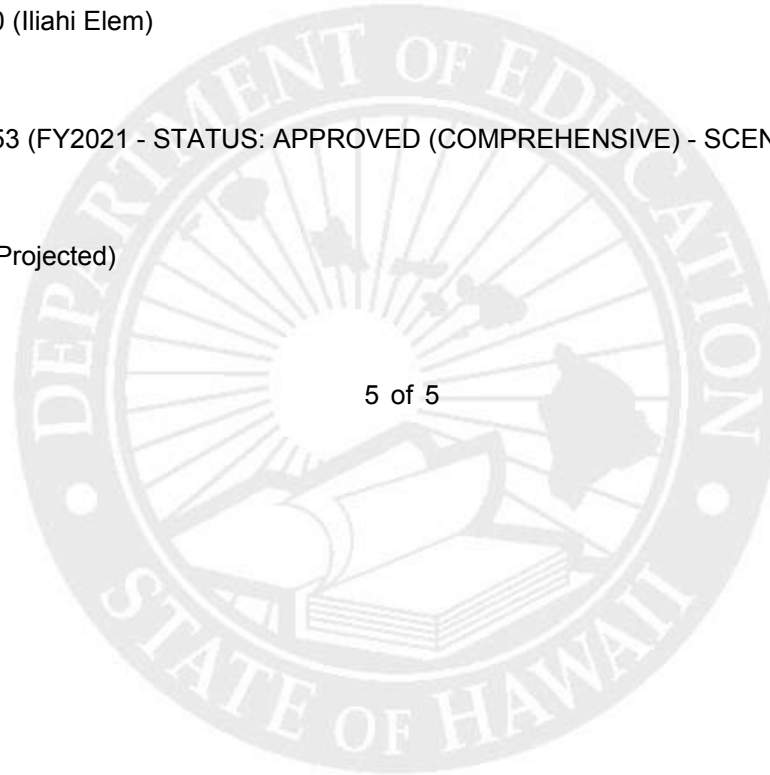 0 (Iliahi Elem)
53 (FY2021 - STATUS: APPROVED (COMPREHENSIVE) - SCEN
Projected)
5 of 5
DEPARTMENT OF EDUCATION
STATE OF HAWAII